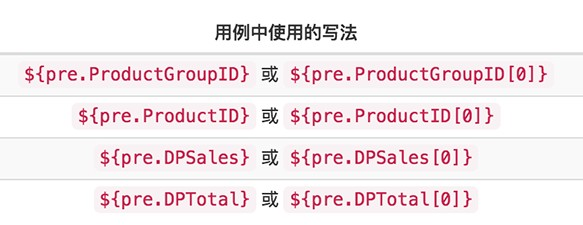 用例中使用的写法
${pre.ProductGroupID} 或 ${pre.ProductGroupID[0]}
${pre.ProductID} 或 ${pre.ProductID[0]}
${pre.DPSales} 或 ${pre.DPSales[0]}
${pre.DPTotal} 或 ${pre.DPTotal[0]}